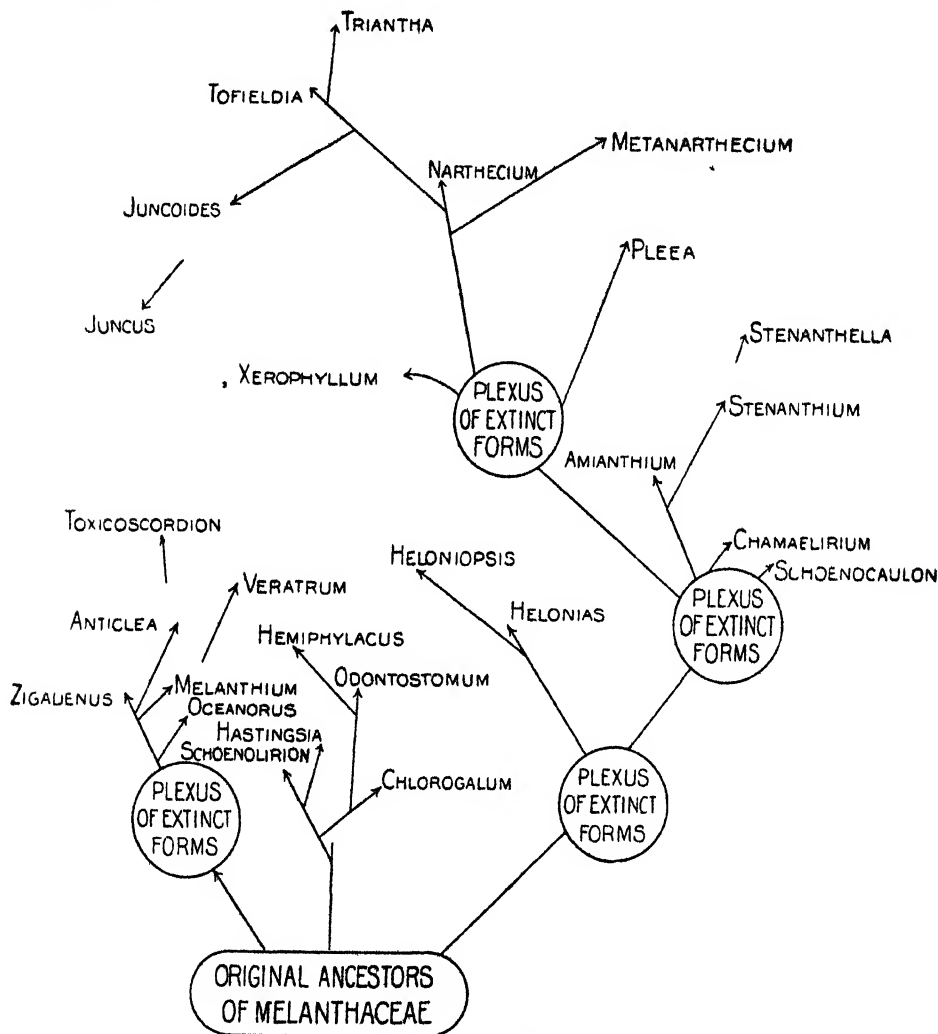 TRIANTHA
TOFIELDIA
METANARTHECIUM
NARTHECIUM
JUNCOIDES
PLEEA
JUNCUS
STENANTHELLA
XEROPHYLLUM
PLEXUS
OF EXTINCT
FORMS
STENANTHIUM
AMIANTHIUM
TOXICOSCORDION
CHAMAELIRIUM
SCHOENOCAULON
HELONIOPSIS
VERATRUM
PLEXUS
OF EXTINCT
FORMS
ANTICLEA
HELONIAS
HEMIPHYLACUS
ODONTOSTOMUM
ZIGADENUS
MELANTHIUM
OCEANORUS
HASTINGSIA
SCHOENOLIRION
CHLOROGALUM
PLEXUS
OF EXTINCT
FORMS
PLEXUS
OF EXTINCT
FORMS
ORIGINAL ANCESTORS
OF MELANTHACEAE